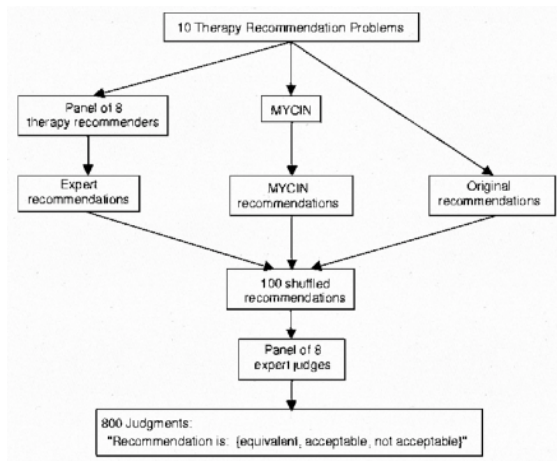 10 Therapy Recommendation Problems
Panel of 8
therapy recommenders
MYCIN
Expert
recommendations
MYCIN
recommendations
Original
recommendations
100 shuffled
recommendations
Panel of 8
expert judges
800 Judgments:
"Recommendation is: {equivalent, acceptable, not acceptable}"